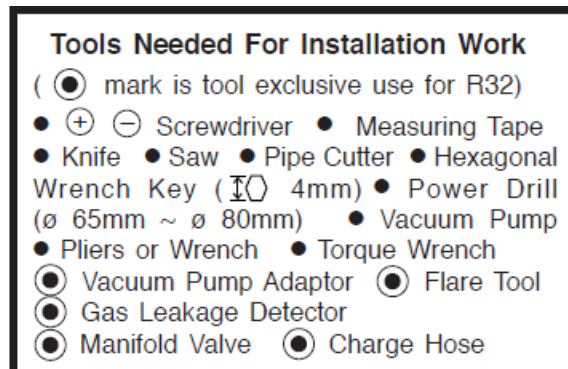 Tools Needed For Installation Work
( ◉ mark is tool exclusive use for R32)
● ⊕ ⊖ Screwdriver ● Measuring Tape
● Knife ● Saw ● Pipe Cutter ● Hexagonal
Wrench Key (↕⬡ 4mm) ● Power Drill
(ø 65mm ~ ø 80mm) ● Vacuum Pump
● Pliers or Wrench ● Torque Wrench
◉ Vacuum Pump Adaptor ◉ Flare Tool
◉ Gas Leakage Detector
◉ Manifold Valve ◉ Charge Hose